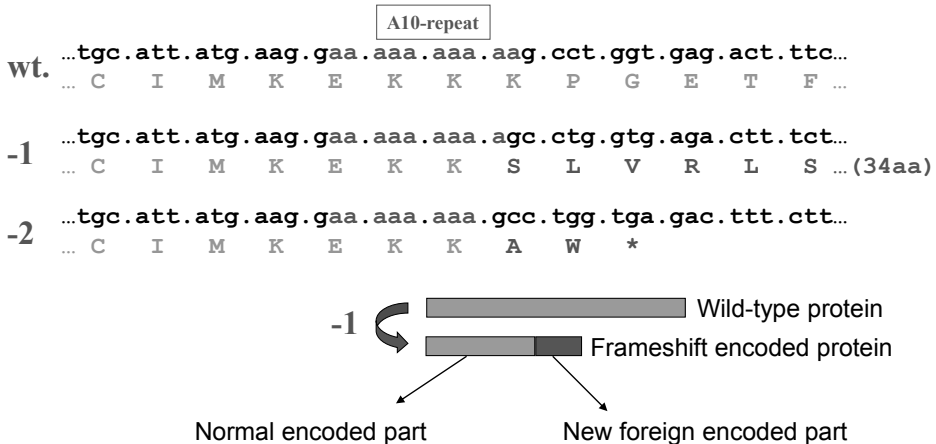 A10-repeat
wt. …tgc.att.atg.aag.gaa.aaa.aaa.aag.cct.ggt.gag.act.ttc…
… C I M K E K K K P G E T F …
-1 …tgc.att.atg.aag.gaa.aaa.aaa.agc.ctg.gtg.aga.ctt.tct…
… C I M K E K K S L V R L S …(34aa)
-2 …tgc.att.atg.aag.gaa.aaa.aaa.gcc.tgg.tga.gac.ttt.ctt…
… C I M K E K K A W *
Wild-type protein
-1
Frameshift encoded protein
Normal encoded part New foreign encoded part